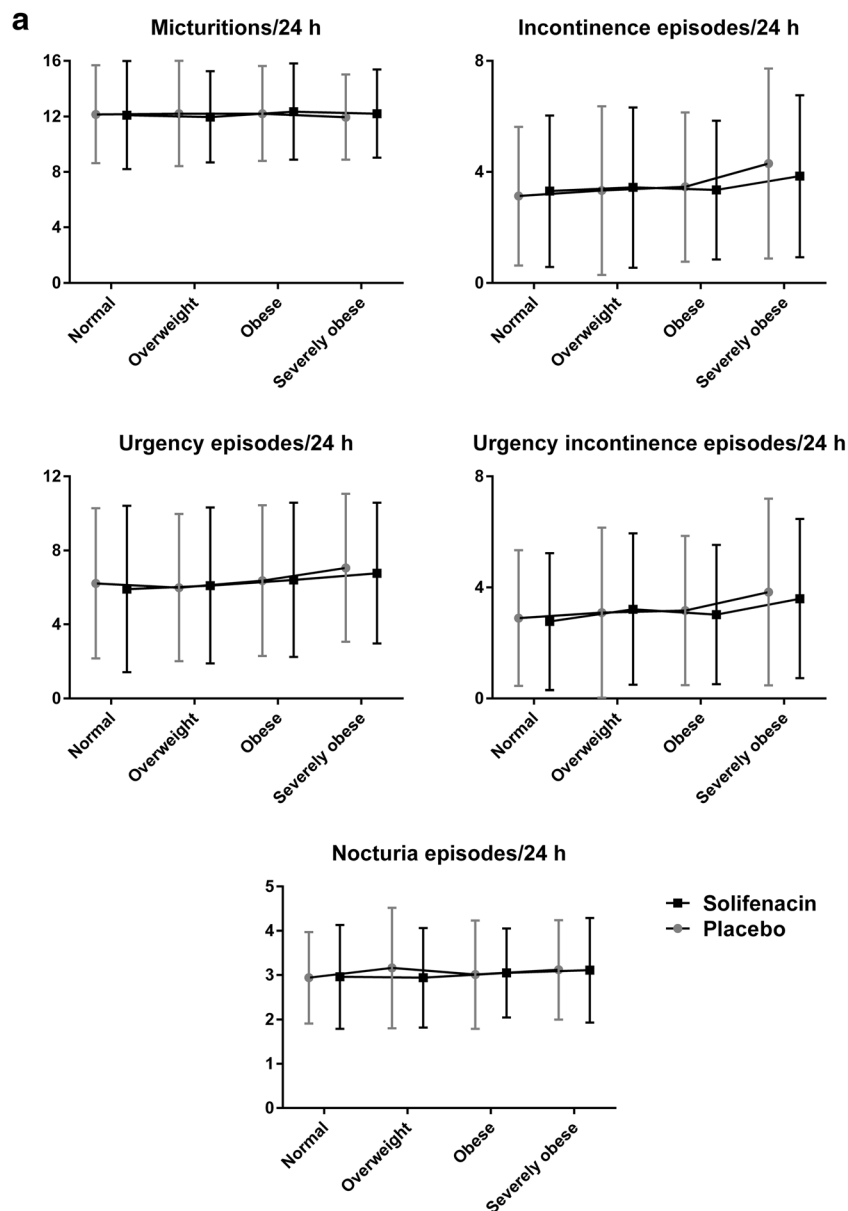 a
Micturitions/24 h
16
12
8
4
0
Normal
Overweight
Obese
Severely obese
Incontinence episodes/24 h
8
4
0
Normal
Overweight
Obese
Severely obese
Urgency episodes/24 h
12
8
4
0
Normal
Overweight
Obese
Severely obese
Urgency incontinence episodes/24 h
8
4
0
Normal
Overweight
Obese
Severely obese
Nocturia episodes/24 h
5
4
3
2
1
0
Normal
Overweight
Obese
Severely obese
Solifenacin
Placebo